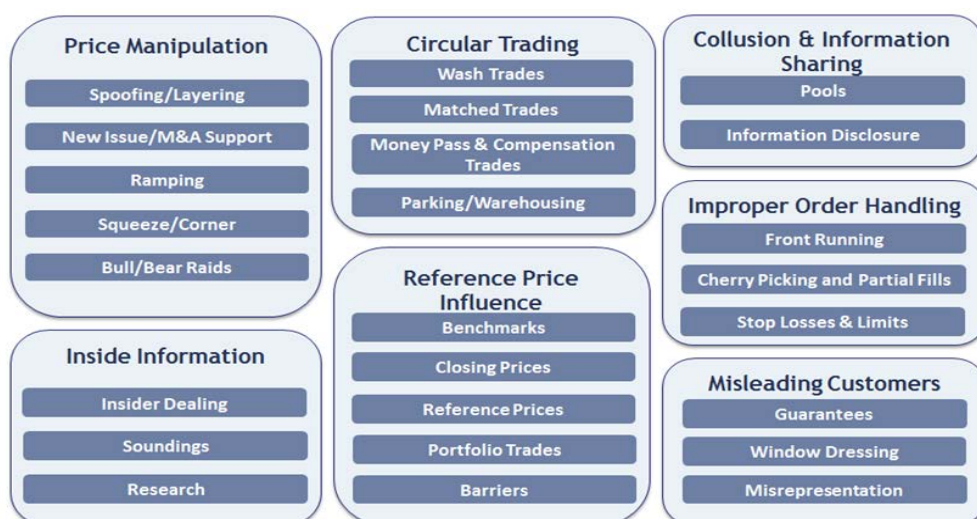 Price Manipulation
Spoofing/Layering
New Issue/M&A Support
Ramping
Squeeze/Corner
Bull/Bear Raids
Inside Information
Insider Dealing
Soundings
Research
Circular Trading
Wash Trades
Matched Trades
Money Pass & Compensation
Trades
Parking/Warehousing
Reference Price
Influence
Benchmarks
Closing Prices
Reference Prices
Portfolio Trades
Barriers
Collusion & Information
Sharing
Pools
Information Disclosure
Improper Order Handling
Front Running
Cherry Picking and Partial Fills
Stop Losses & Limits
Misleading Customers
Guarantees
Window Dressing
Misrepresentation